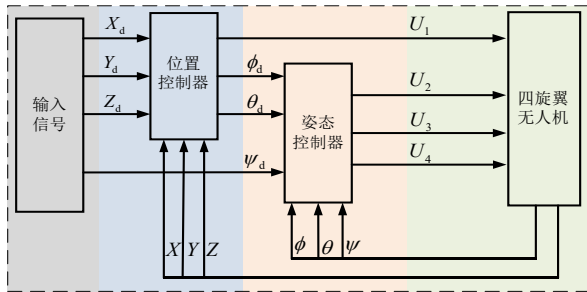 输入
信号
X_d
Y_d
Z_d
位置
控制器
ϕ_d
θ_d
ψ_d
姿态
控制器
U_1
U_2
U_3
U_4
四旋翼
无人机
X Y Z
ϕ θ ψ